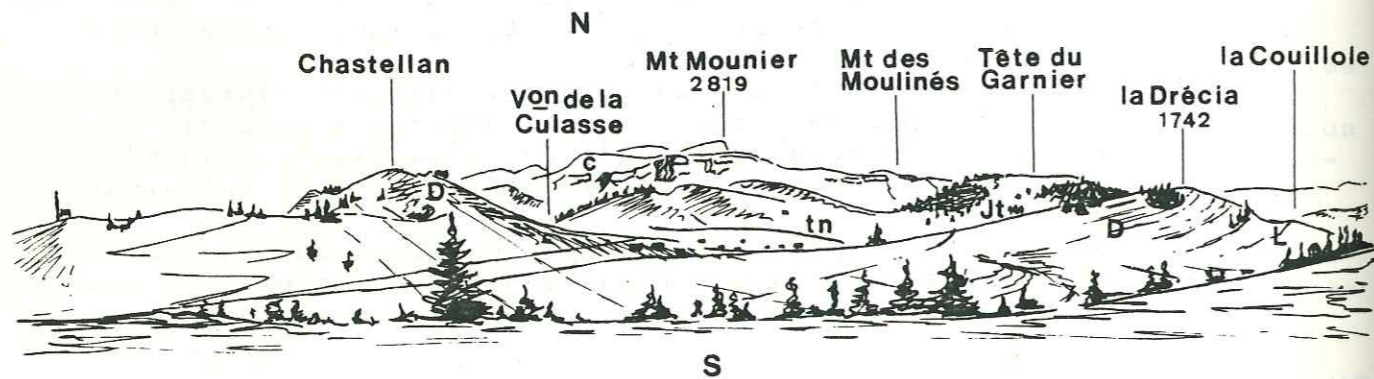 N
Chastellan
Von de la
Culasse
Mt Mounier
2819
Mt des
Moulinés
Tête du
Garnier
la Drécia
1742
la Couillole
no
D
c
tn
Jt
D
L
S